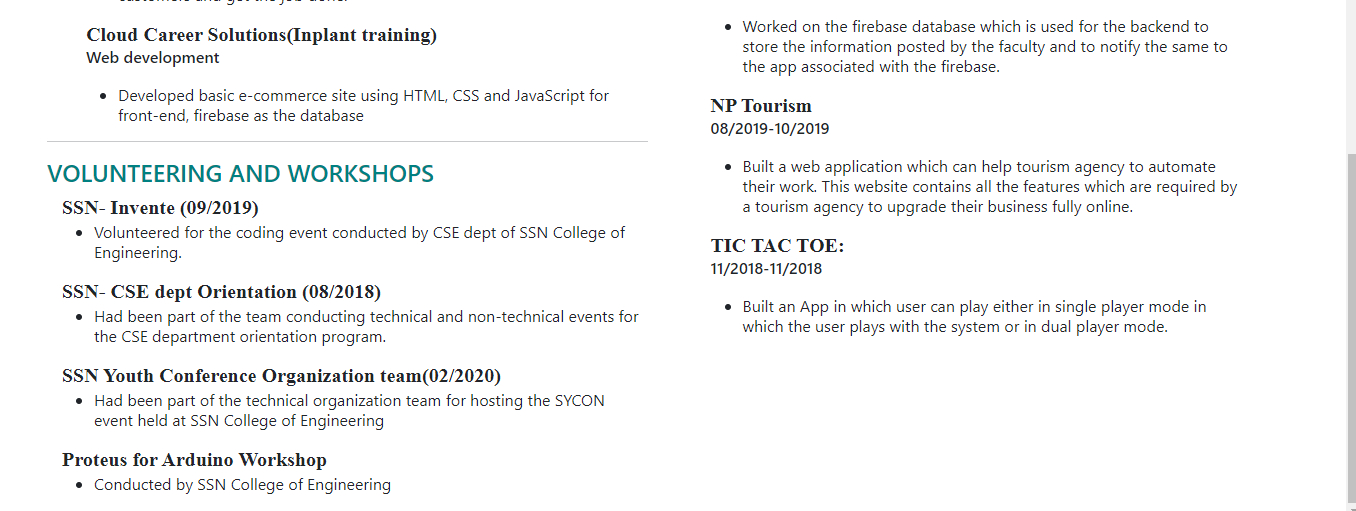 customers and get the job done.
Cloud Career Solutions(Inplant training)
Web development
• Developed basic e-commerce site using HTML, CSS and JavaScript for
front-end, firebase as the database
VOLUNTEERING AND WORKSHOPS
SSN- Invente (09/2019)
• Volunteered for the coding event conducted by CSE dept of SSN College of
Engineering.
SSN- CSE dept Orientation (08/2018)
• Had been part of the team conducting technical and non-technical events for
the CSE department orientation program.
SSN Youth Conference Organization team(02/2020)
• Had been part of the technical organization team for hosting the SYCON
event held at SSN College of Engineering
Proteus for Arduino Workshop
• Conducted by SSN College of Engineering
• Worked on the firebase database which is used for the backend to
store the information posted by the faculty and to notify the same to
the app associated with the firebase.
NP Tourism
08/2019-10/2019
• Built a web application which can help tourism agency to automate
their work. This website contains all the features which are required by
a tourism agency to upgrade their business fully online.
TIC TAC TOE:
11/2018-11/2018
• Built an App in which user can play either in single player mode in
which the user plays with the system or in dual player mode.